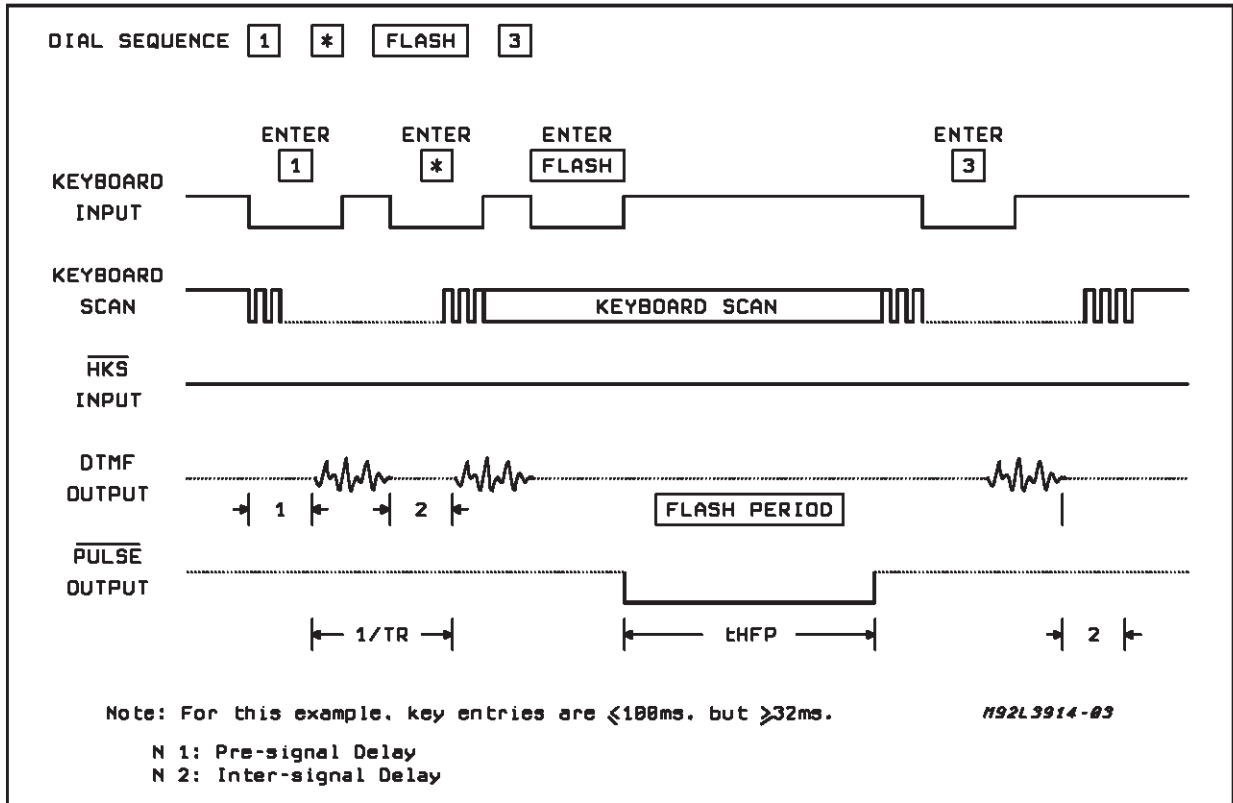 DIAL SEQUENCE 1 * FLASH 3
ENTER ENTER ENTER ENTER
1 * FLASH 3
KEYBOARD
INPUT
KEYBOARD
SCAN
KEYBOARD SCAN
HKS
INPUT
DTMF
OUTPUT
1 2 FLASH PERIOD
PULSE
OUTPUT
1/TR tHFP 2
Note: For this example, key entries are ⩽100ms, but ⩾32ms.
M92L3914-03
N 1: Pre-signal Delay
N 2: Inter-signal Delay